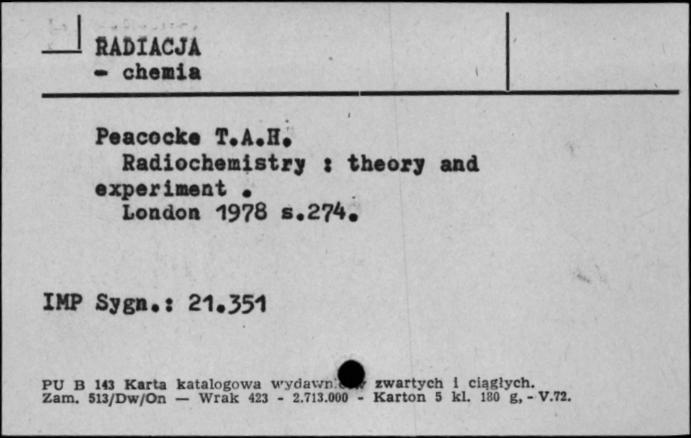 RADIACJA
- chemia
Peacocke T.A.H.
Radiochemistry : theory and
experiment .
London 1978 s.274.
IMP Sygn.: 21.351
PU B 143 Karta katalogowa zwartych i ciągłych.
Zam. 513/Dw/On — Wrak 423 - 2.713.000 - Karton 5 kl. 180 g, - V.72.